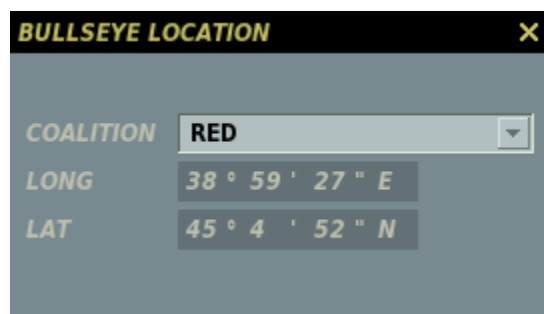 BULLSEYE LOCATION
COALITION RED
LONG 38 ° 59 ' 27 " E
LAT 45 ° 4 ' 52 " N